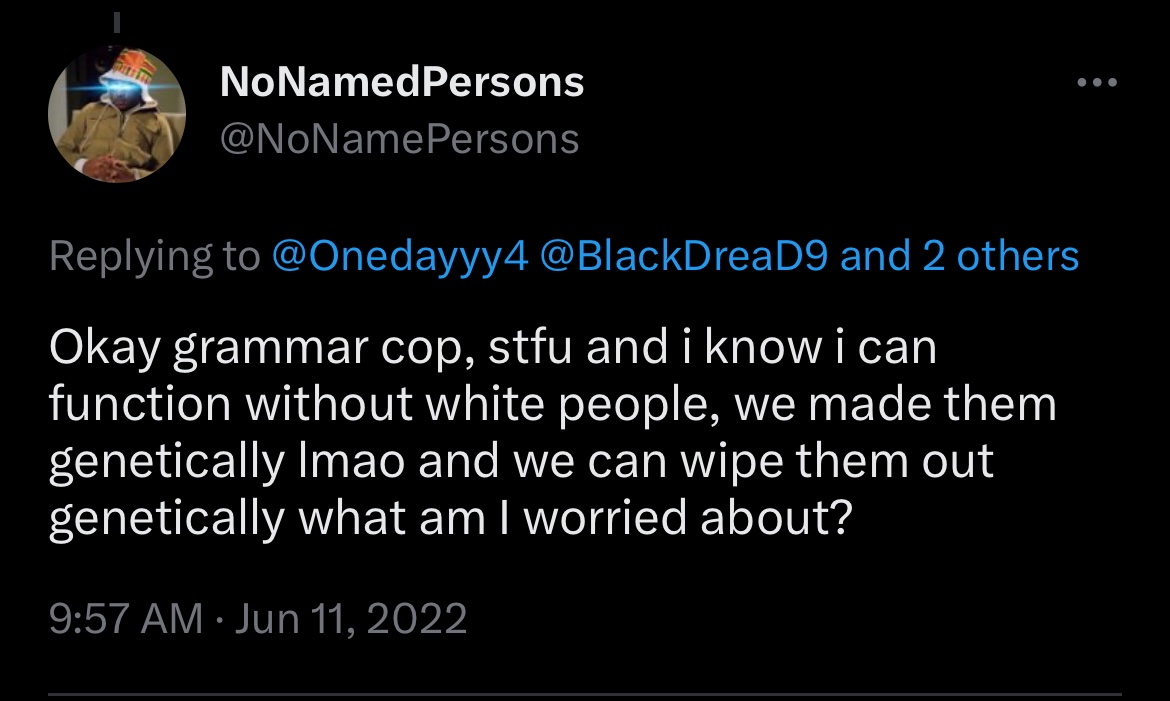 NoNamedPersons
@NoNamePersons
Replying to @Onedayyy4 @BlackDreaD9 and 2 others
Okay grammar cop, stfu and i know i can
function without white people, we made them
genetically lmao and we can wipe them out
genetically what am I worried about?
9:57 AM · Jun 11, 2022